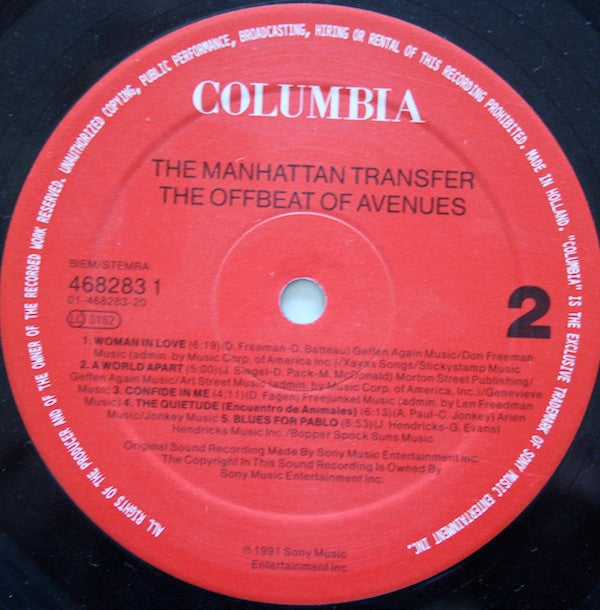 COLUMBIA
THE MANHATTAN TRANSFER
THE OFFBEAT OF AVENUES
BIEM/STEMRA
468283 1
01-468283-20
LC 0162
2
1. WOMAN IN LOVE (6:19)/D. Freeman-D. Batteau) Geffen Again Music/Don Freeman
Music (admin. by Music Corp. of America Inc.)/Xayas Songs/Stickystamp Music
2. A WORLD APART (5:00)(J. Siegel-D. Pack-M. McDonald) Morton Street Publishing/
Geffen Again Music/Art Street Music (admin. by Music Corp. of America, Inc.)/Genevieve
Music 3. CONFIDE IN ME (4:11)(D. Fagen) Freejunket Music (admin. by Len Freedman
Music) 4. THE QUIETUDE (Encuentro de Animales) (6:13)(A. Paul-C. Jonkey) Arien
Music/Jonkey Music 5. BLUES FOR PABLO (6:53)(J. Hendricks-G. Evans)
Hendricks Music Inc./Bopper Spock Suns Music
Original Sound Recording Made By Sony Music Entertainment Inc.
The Copyright In This Sound Recording Is Owned By
Sony Music Entertainment Inc.
℗ 1991 Sony Music
Entertainment Inc.
ALL RIGHTS OF THE PRODUCER AND OF THE OWNER OF THE RECORDED WORK RESERVED. UNAUTHORIZED COPYING, PUBLIC PERFORMANCE, BROADCASTING, HIRING OR RENTAL OF THIS RECORDING PROHIBITED. MADE IN HOLLAND. "COLUMBIA" IS THE EXCLUSIVE TRADEMARK OF SONY MUSIC ENTERTAINMENT INC.